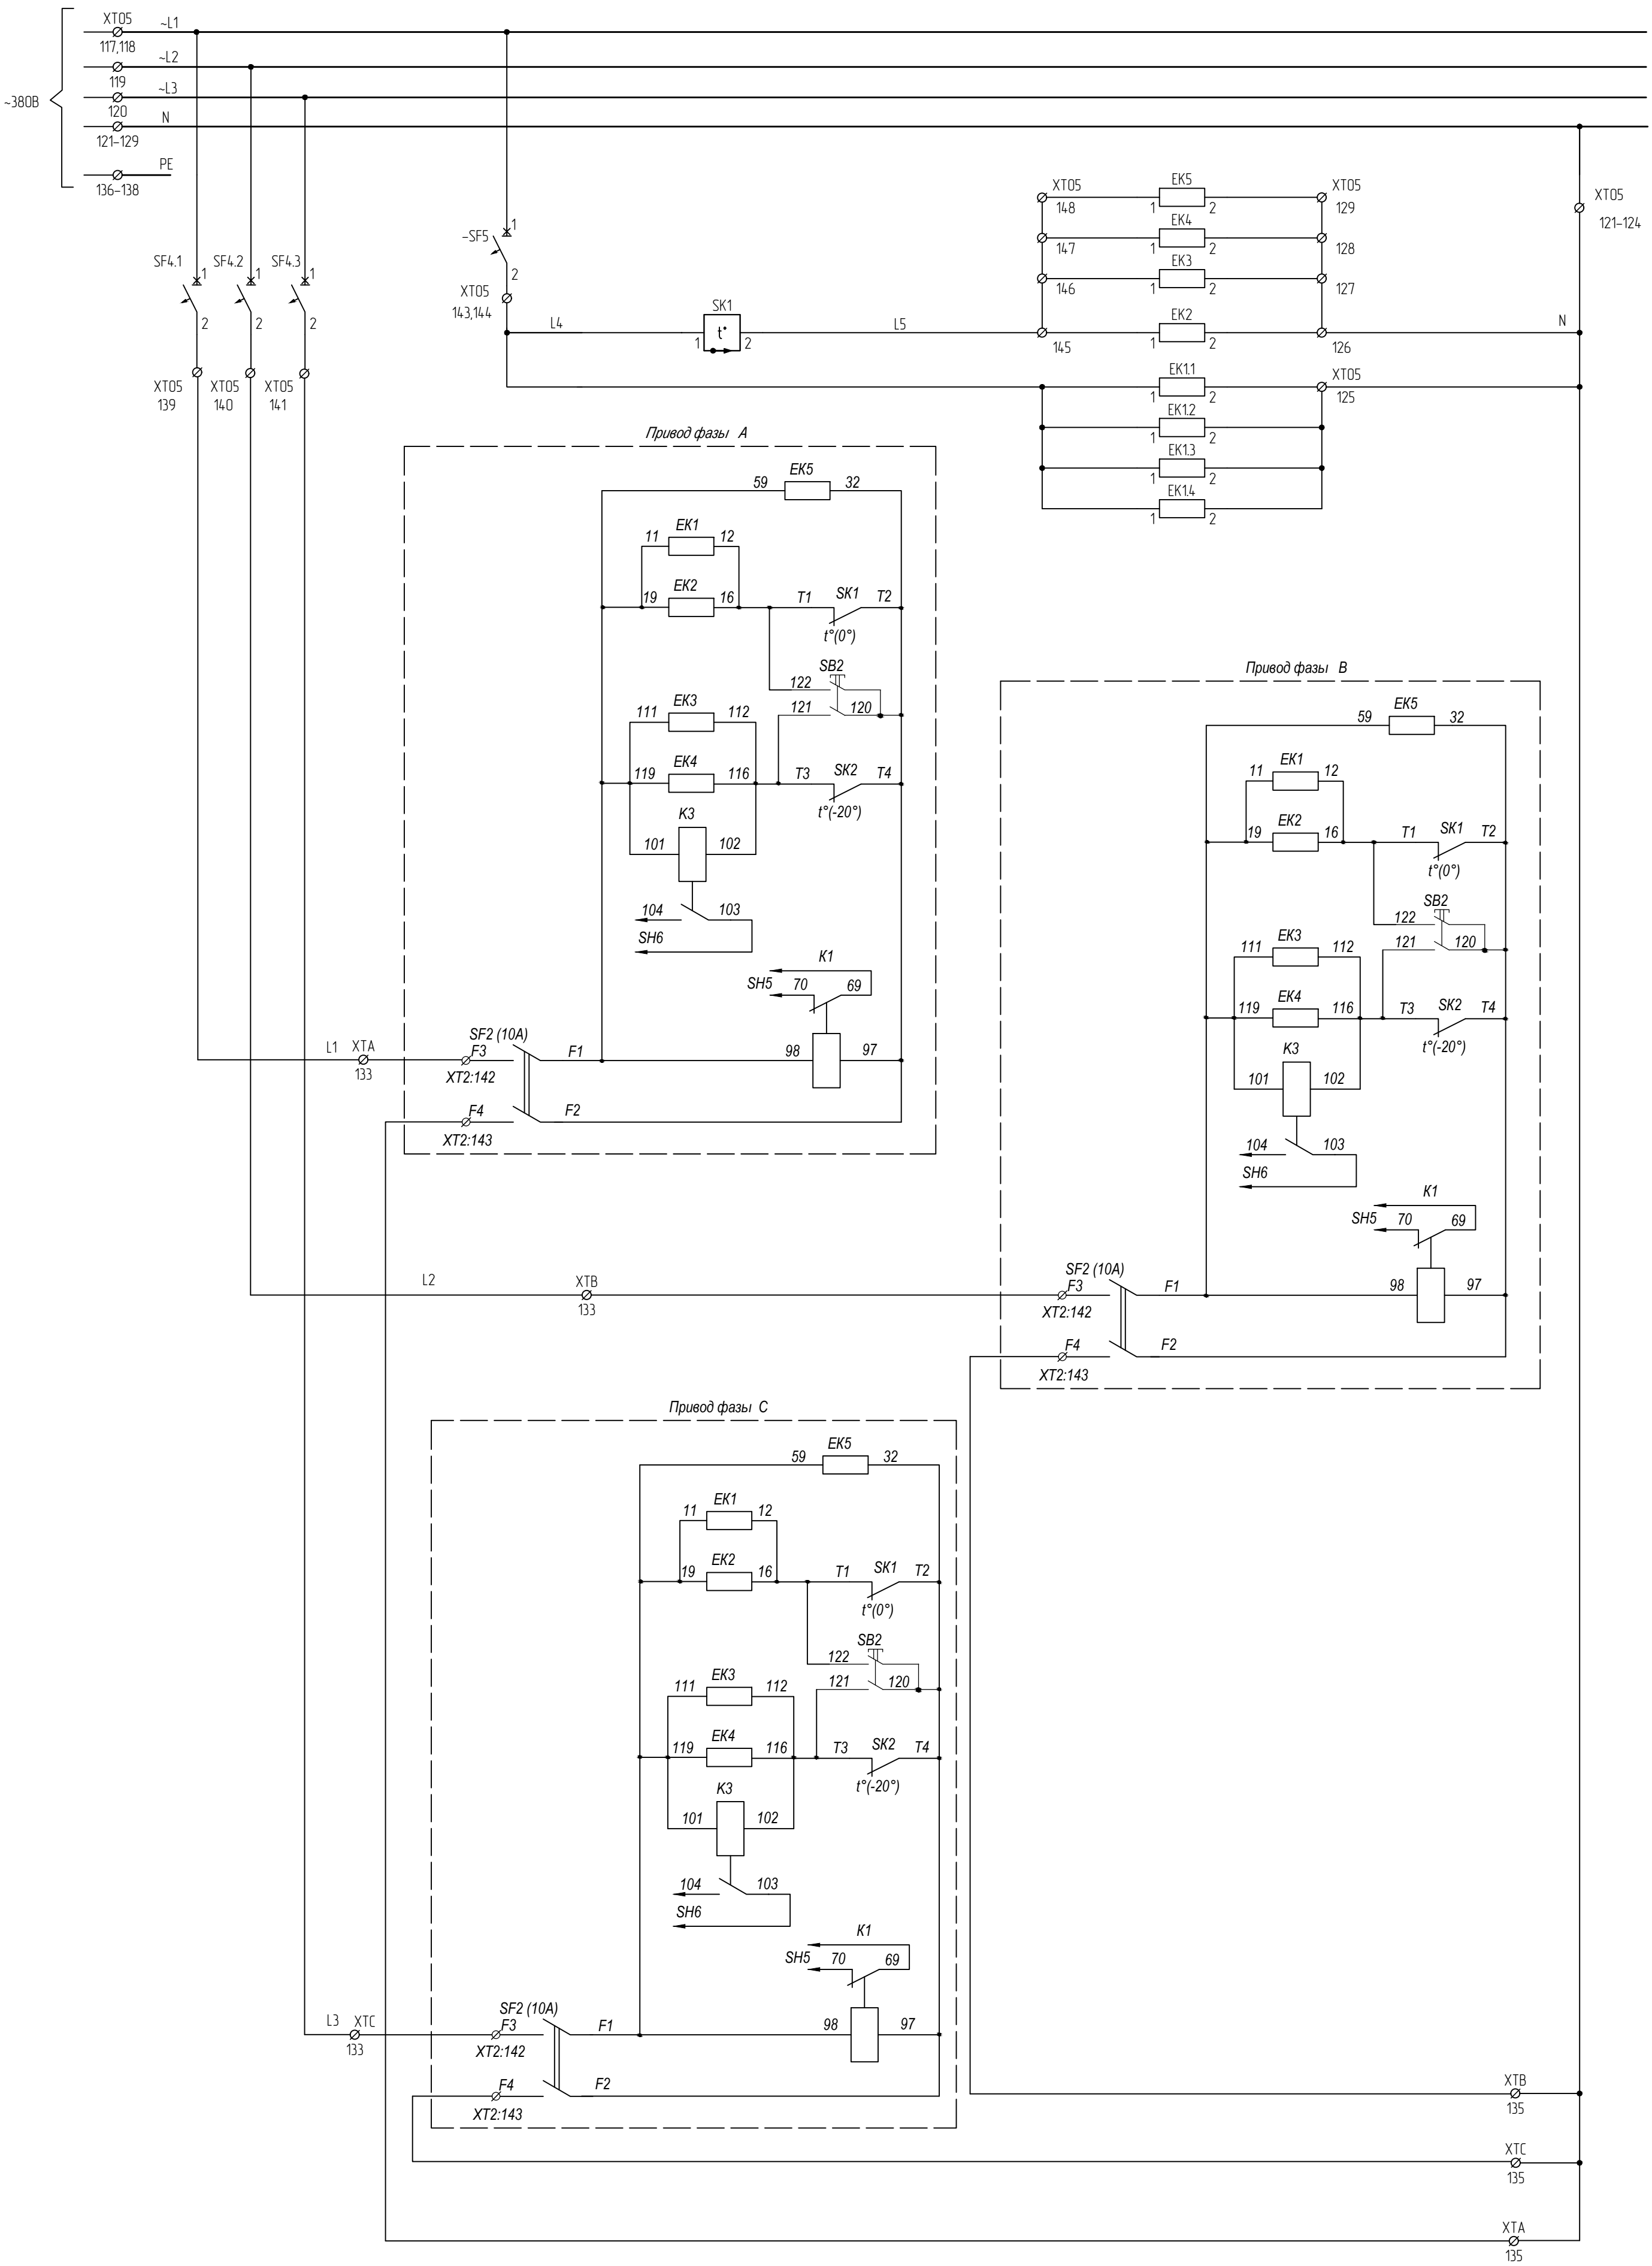 XT05
~L1
117,118
~L2
119
~L3
120
N
121-129
PE
136-138
~380В
XT05
121-124
-SF5
1
2
XT05
143,144
SF4.1
1
2
SF4.2
1
2
SF4.3
1
2
XT05
139
XT05
140
XT05
141
L4
SK1
t°
1
2
L5
XT05
148
1
EK5
2
XT05
129
147
1
EK4
2
128
146
1
EK3
2
127
145
1
EK2
2
126
N
1
EK1.1
2
XT05
125
1
EK1.2
2
1
EK1.3
2
1
EK1.4
2
Привод фазы А
59
EK5
32
11
EK1
12
19
EK2
16
T1
SK1
T2
t°(0°)
SB2
122
121
120
111
EK3
112
119
EK4
116
T3
SK2
T4
t°(-20°)
K3
101
102
104
103
SH6
K1
SH5
70
69
98
97
L1
XTA
133
SF2 (10A)
F3
F1
XT2:142
F4
F2
XT2:143
Привод фазы В
59
EK5
32
11
EK1
12
19
EK2
16
T1
SK1
T2
t°(0°)
SB2
122
121
120
111
EK3
112
119
EK4
116
T3
SK2
T4
t°(-20°)
K3
101
102
104
103
SH6
K1
SH5
70
69
98
97
L2
XTB
133
SF2 (10A)
F3
F1
XT2:142
F4
F2
XT2:143
Привод фазы С
59
EK5
32
11
EK1
12
19
EK2
16
T1
SK1
T2
t°(0°)
SB2
122
121
120
111
EK3
112
119
EK4
116
T3
SK2
T4
t°(-20°)
K3
101
102
104
103
SH6
K1
SH5
70
69
98
97
L3
XTC
133
SF2 (10A)
F3
F1
XT2:142
F4
F2
XT2:143
XTB
135
XTC
135
XTA
135